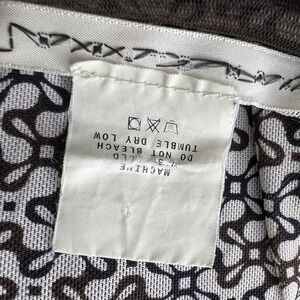 MACHINE
DO NOT BLEACH
TUMBLE DRY LOW